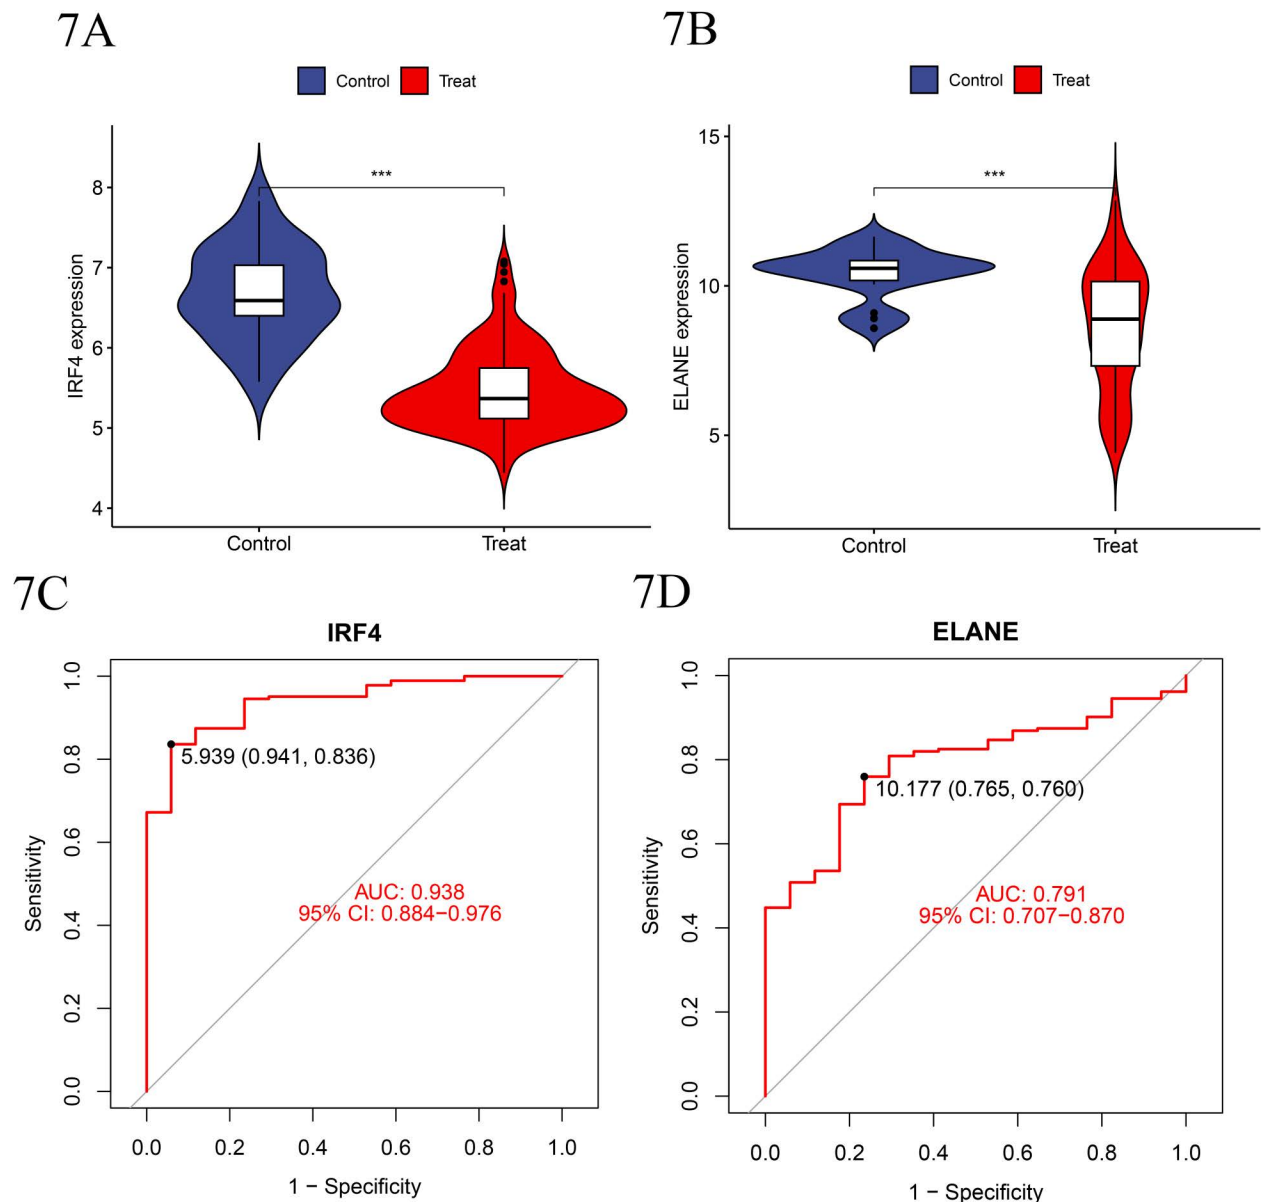 7A
7B
Control Treat
Control Treat
IRF4 expression
8
7
6
5
4
***
Control Treat
ELANE expression
15
10
5
***
Control Treat
7C
7D
IRF4
Sensitivity
1.0
0.8
0.6
0.4
0.2
0.0
5.939 (0.941, 0.836)
AUC: 0.938
95% CI: 0.884−0.976
0.0 0.2 0.4 0.6 0.8 1.0
1 − Specificity
ELANE
Sensitivity
1.0
0.8
0.6
0.4
0.2
0.0
10.177 (0.765, 0.760)
AUC: 0.791
95% CI: 0.707−0.870
0.0 0.2 0.4 0.6 0.8 1.0
1 − Specificity